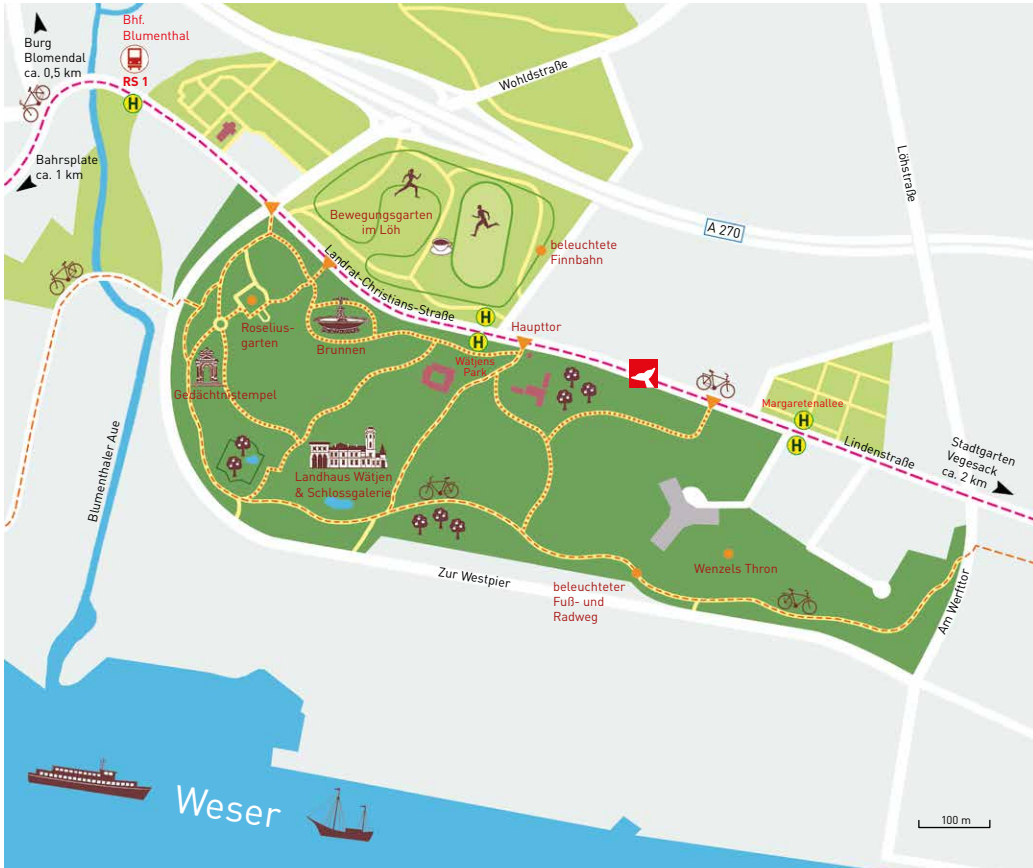 Burg
Blomendal
ca. 0,5 km
Bhf.
Blumenthal
RS 1
H
Bahrsplate
ca. 1 km
Wohldstraße
Löhstraße
A 270
Bewegungsgarten
im Löh
beleuchtete
Finnbahn
Landrat-Christians-Straße
H
H
Wätjens
Park
Haupttor
Roselius-
garten
Brunnen
Gedächtnistempel
Margaretenallee
H
H
Lindenstraße
Stadtgarten
Vegesack
ca. 2 km
Landhaus Wätjen
& Schlossgalerie
Blumenthaler Aue
Zur Westpier
beleuchteter
Fuß- und
Radweg
Wenzels Thron
Am Werfttor
Weser
100 m